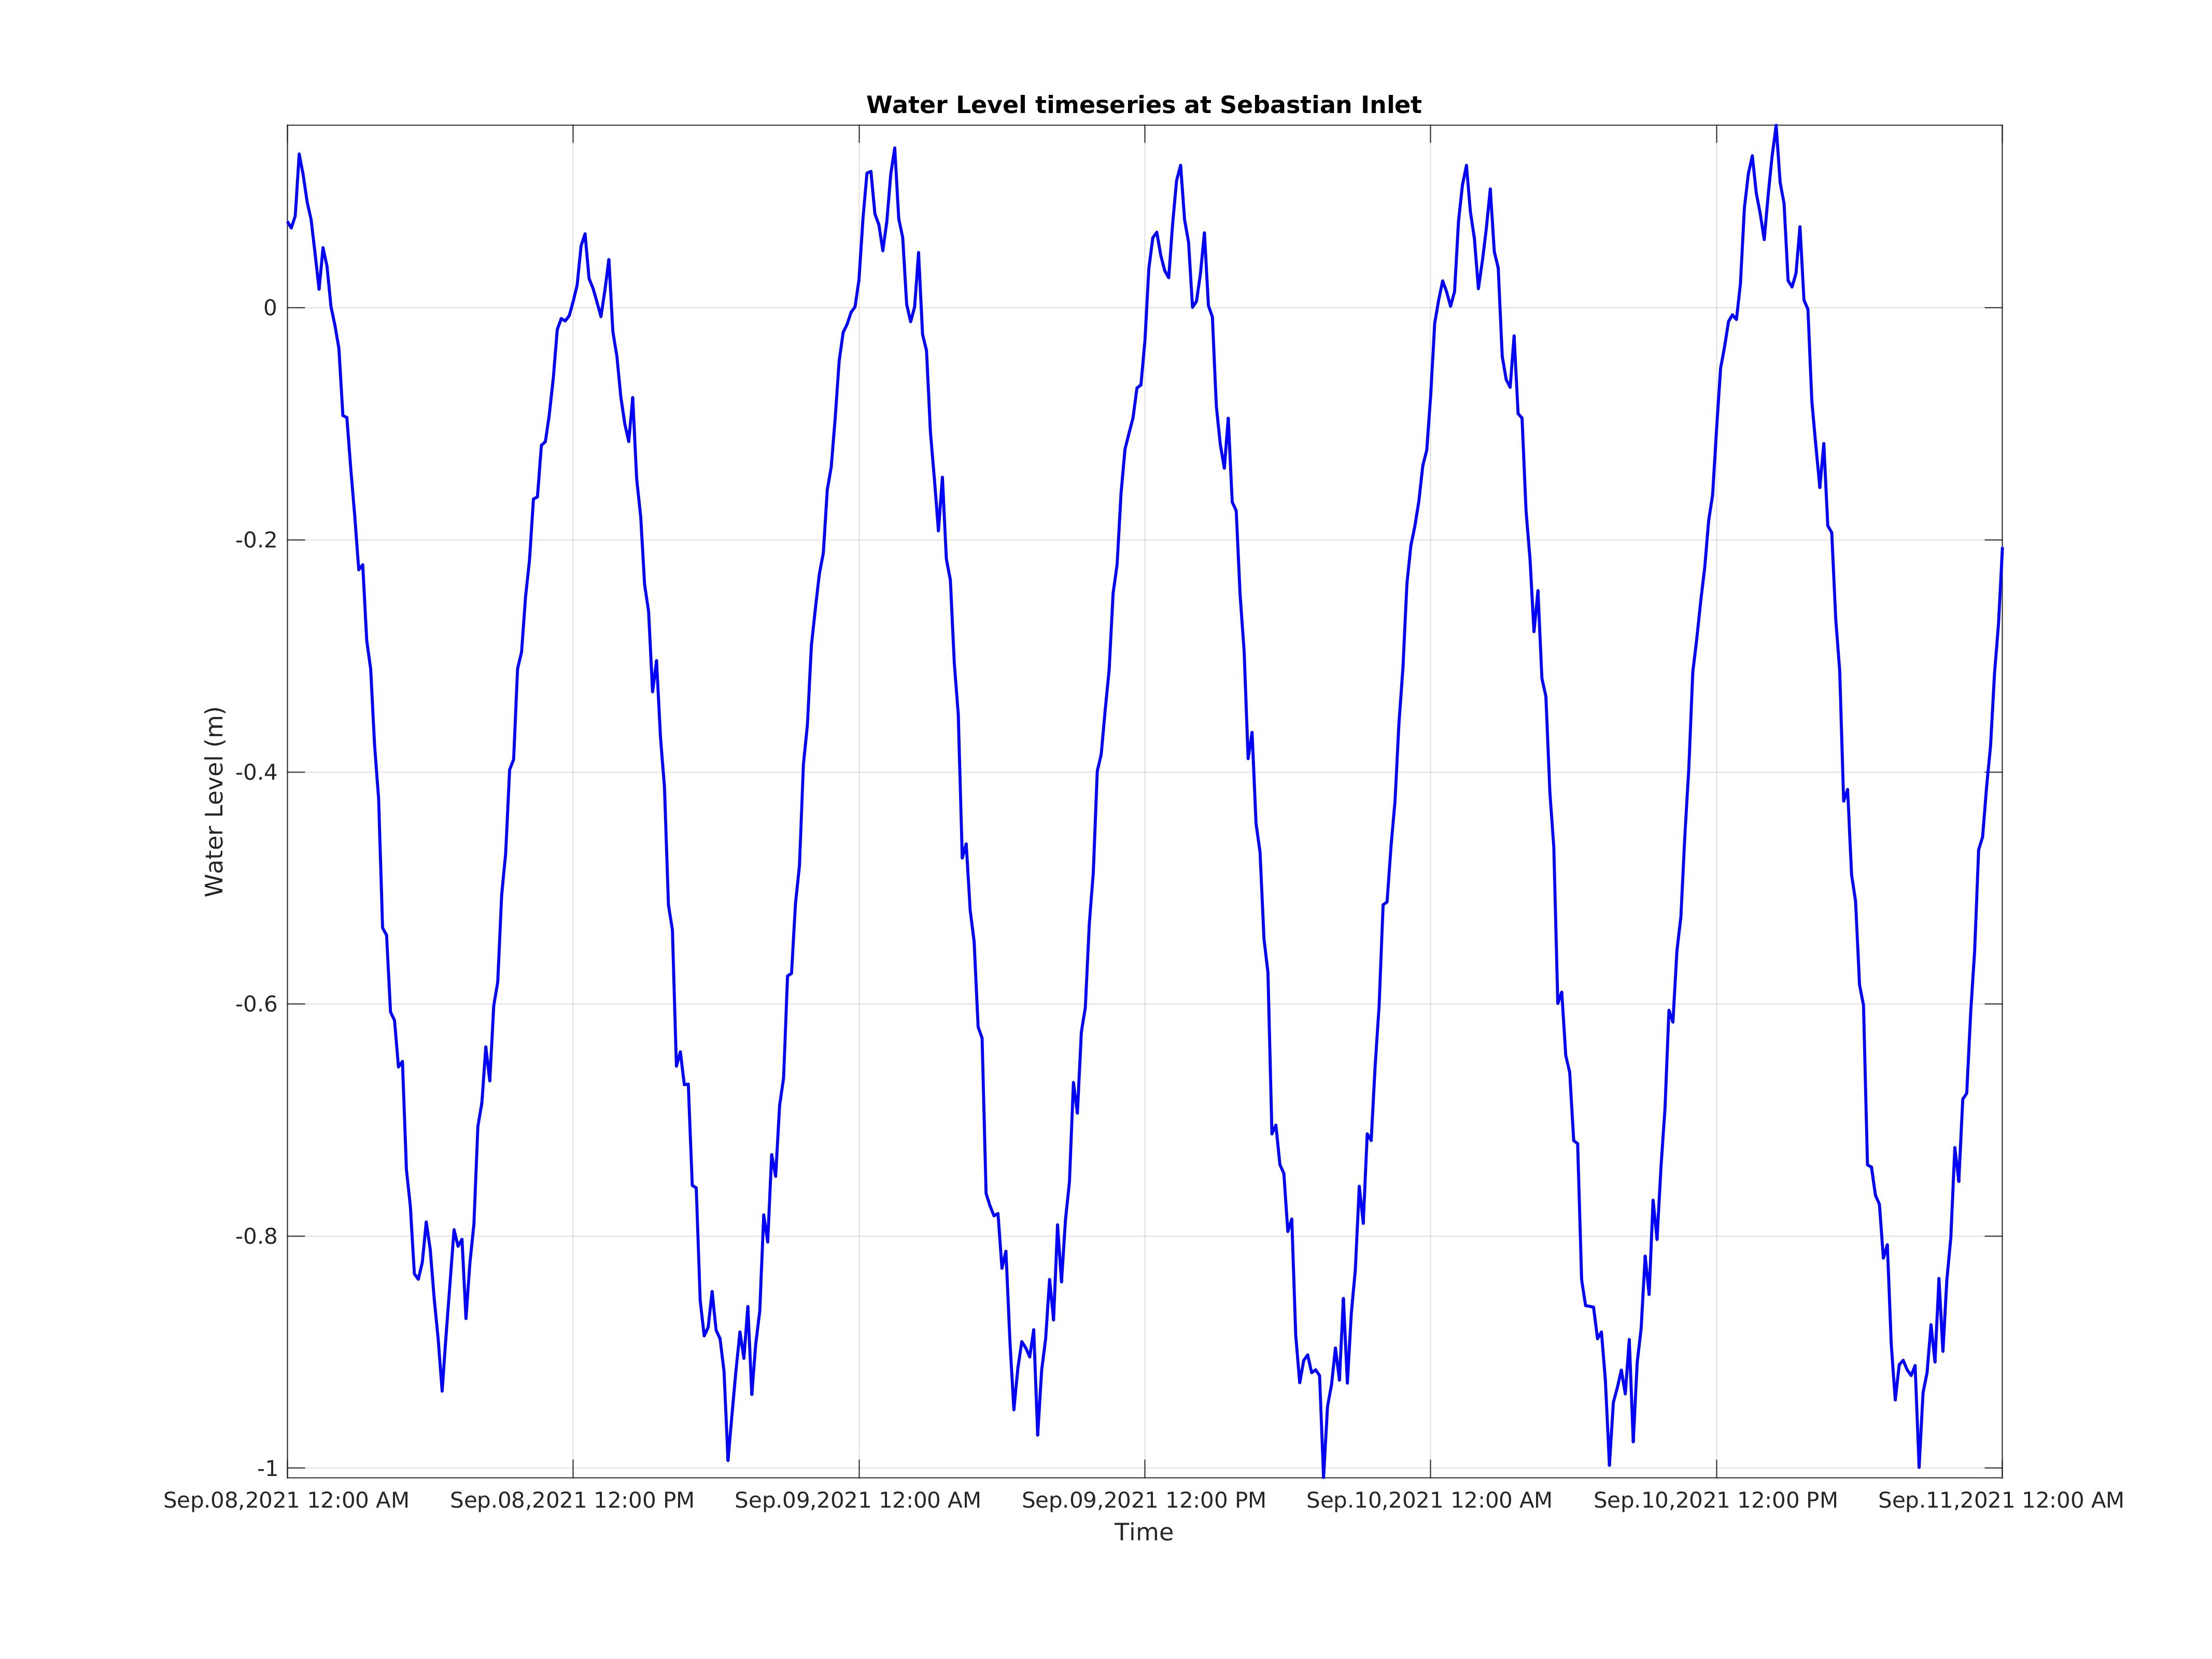 Water Level timeseries at Sebastian Inlet
0
-0.2
-0.4
-0.6
-0.8
-1
Water Level (m)
Sep.08,2021 12:00 AM
Sep.08,2021 12:00 PM
Sep.09,2021 12:00 AM
Sep.09,2021 12:00 PM
Sep.10,2021 12:00 AM
Sep.10,2021 12:00 PM
Sep.11,2021 12:00 AM
Time